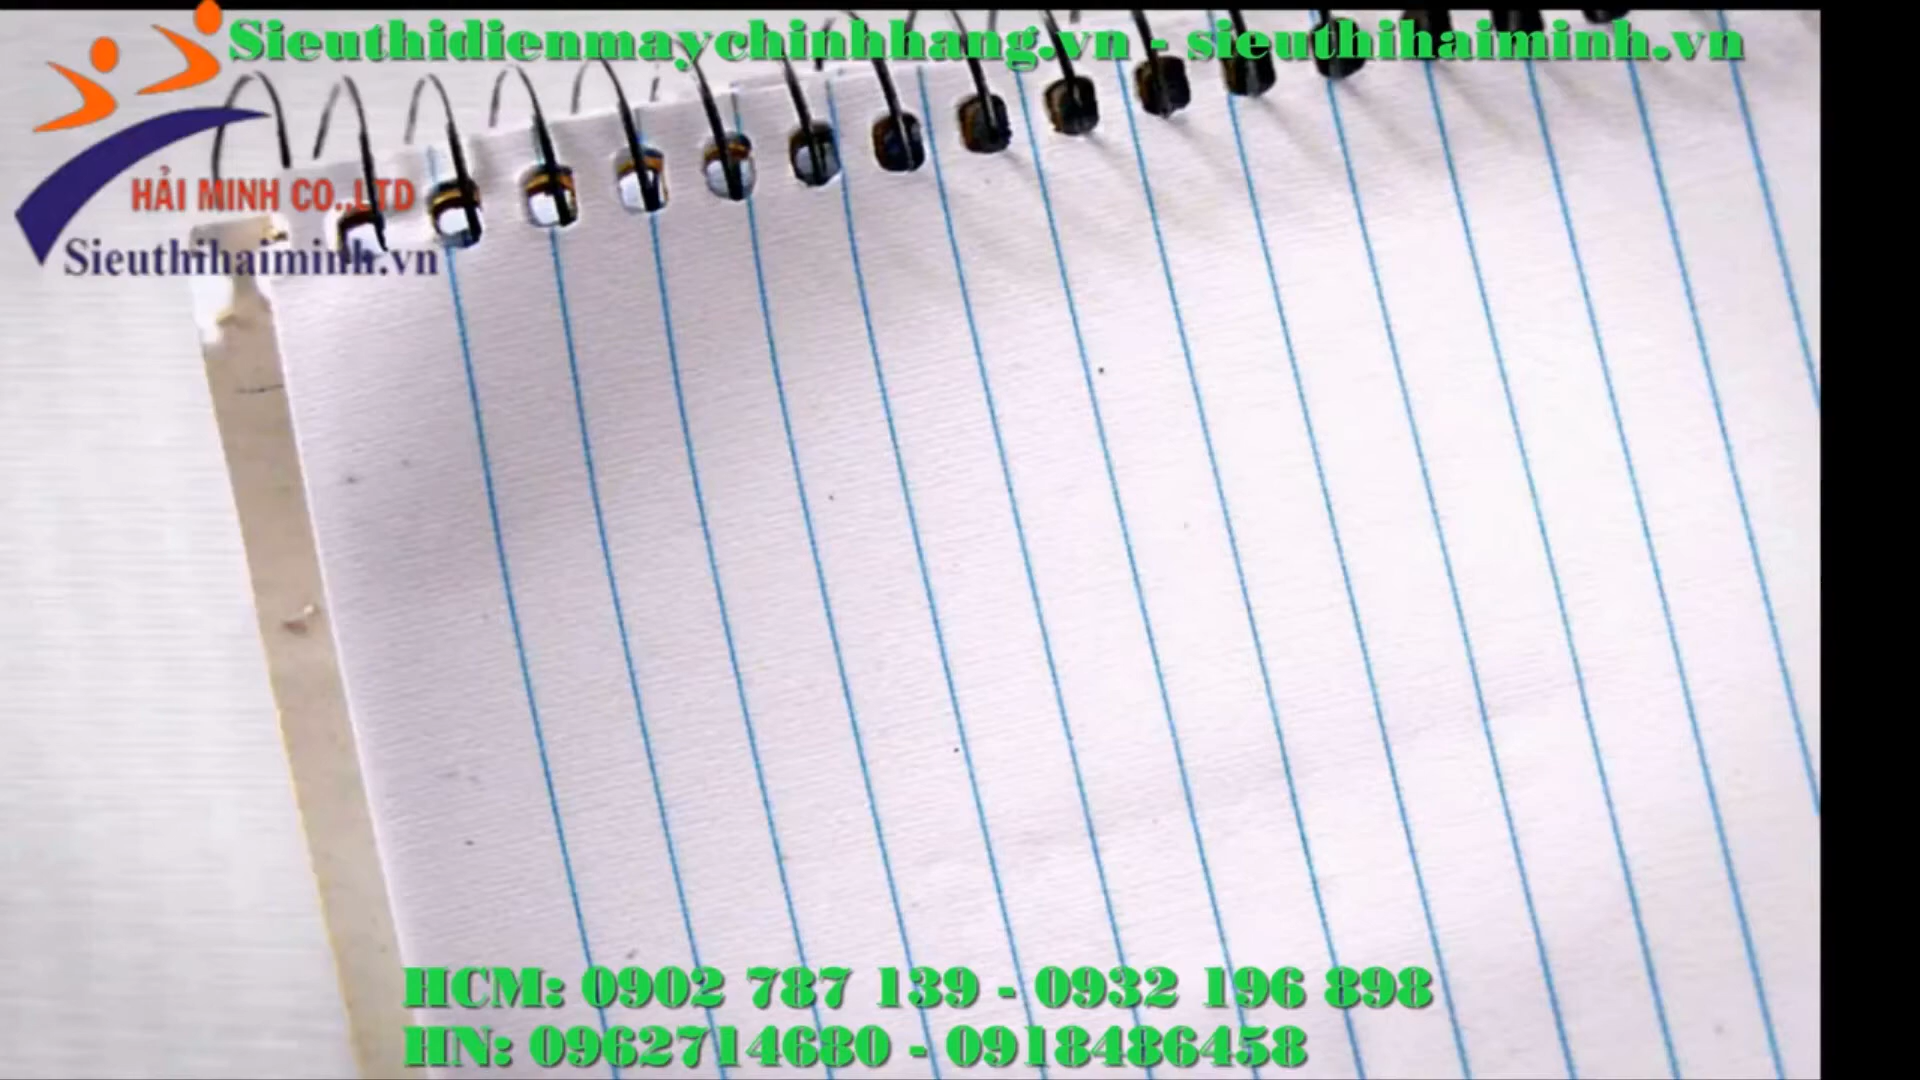 Sieuthidienmaychinhhang.vn - sieuthihaiminh.vn
HẢI MINH CO.,LTD
Sieuthihaiminh.vn
HCM: 0902 787 139 - 0932 196 898
HN: 0962714680 - 0918486458